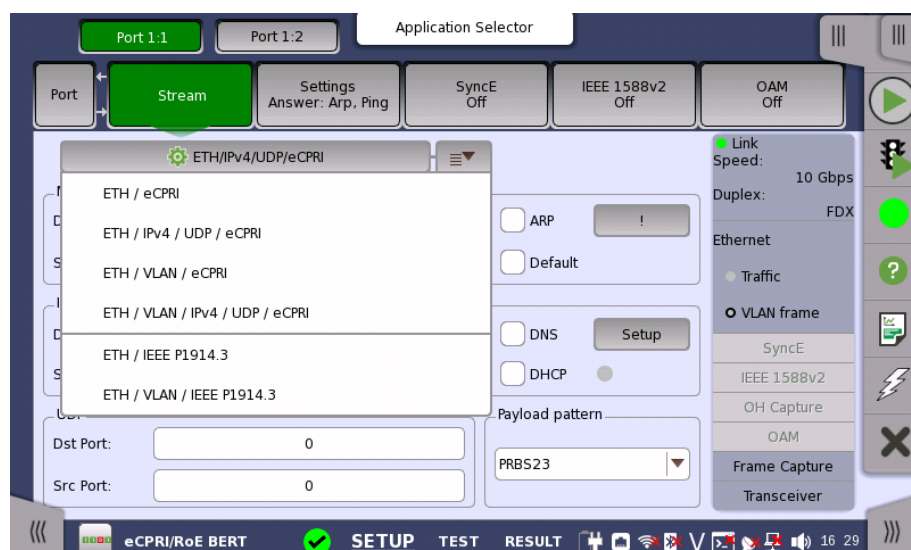 Application Selector
Port 1:1
Port 1:2
Port
Stream
Settings
Answer: Arp, Ping
SyncE
Off
IEEE 1588v2
Off
OAM
Off
ETH/IPv4/UDP/eCPRI
ETH / eCPRI
ETH / IPv4 / UDP / eCPRI
ETH / VLAN / eCPRI
ETH / VLAN / IPv4 / UDP / eCPRI
ETH / IEEE P1914.3
ETH / VLAN / IEEE P1914.3
ARP
!
Default
DNS
Setup
DHCP
Dst Port:
0
Src Port:
0
Payload pattern
PRBS23
Link
Speed:
10 Gbps
Duplex:
FDX
Ethernet
Traffic
VLAN frame
SyncE
IEEE 1588v2
OH Capture
OAM
Frame Capture
Transceiver
?
eCPRI/RoE BERT
SETUP
TEST
RESULT
16 29